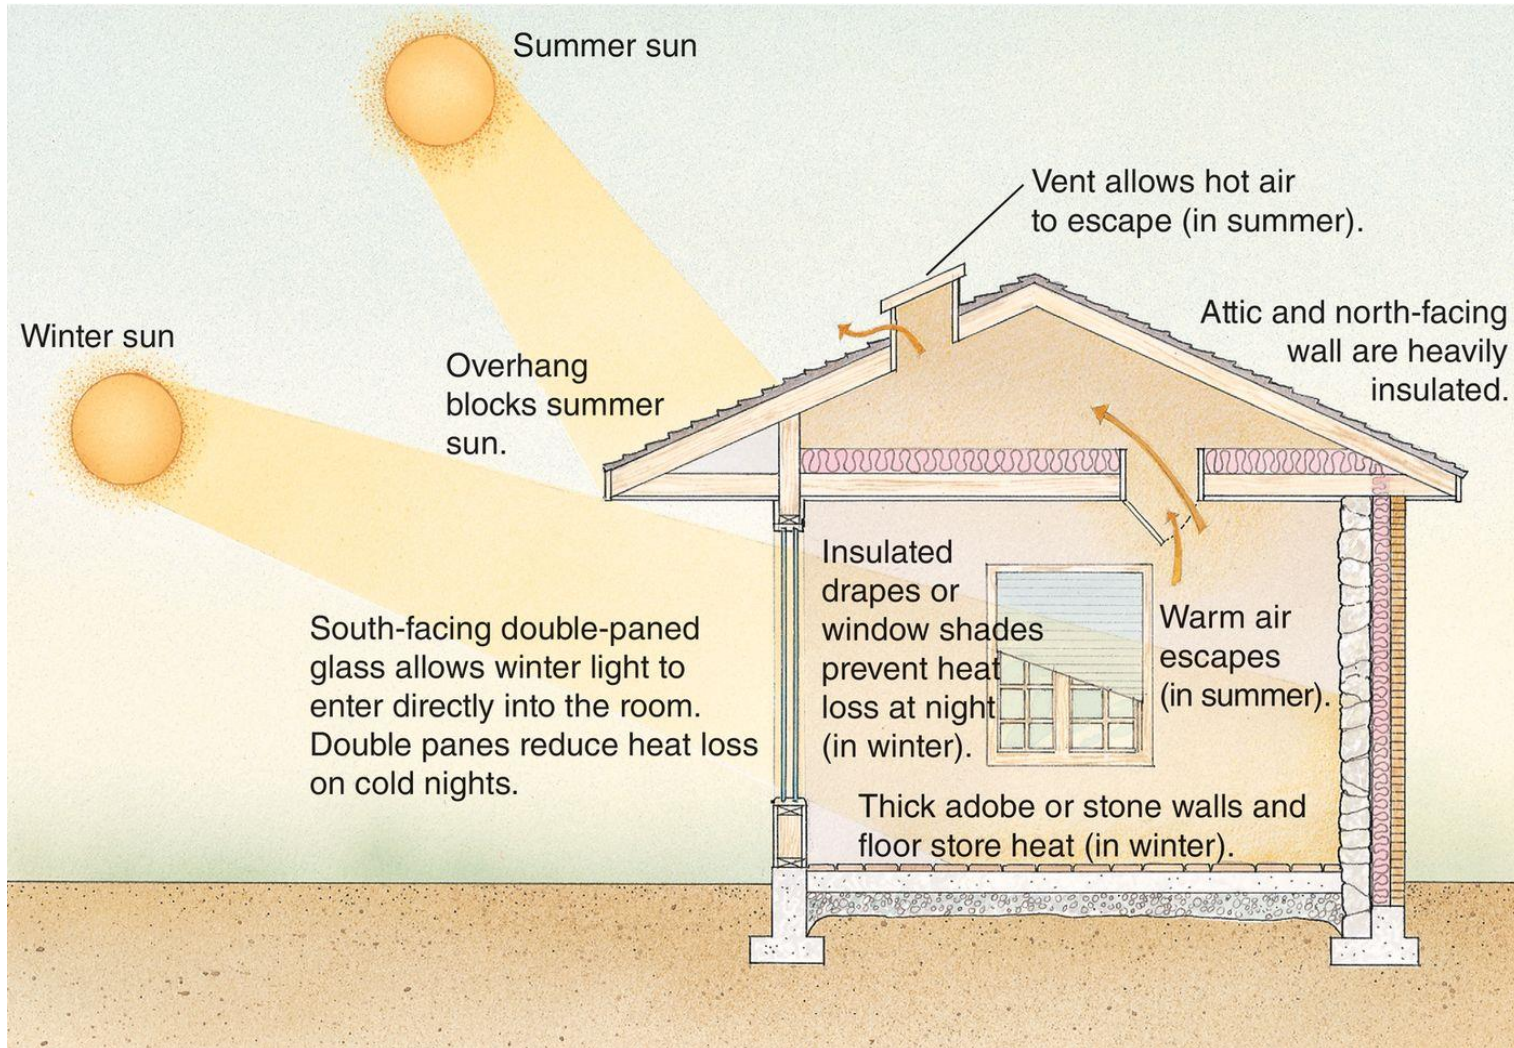 Summer sun
Vent allows hot air
to escape (in summer).
Winter sun
Overhang
blocks summer
sun.
Attic and north-facing
wall are heavily
insulated.
South-facing double-paned
glass allows winter light to
enter directly into the room.
Double panes reduce heat loss
on cold nights.
Insulated
drapes or
window shades
prevent heat
loss at night
(in winter).
Warm air
escapes
(in summer).
Thick adobe or stone walls and
floor store heat (in winter).